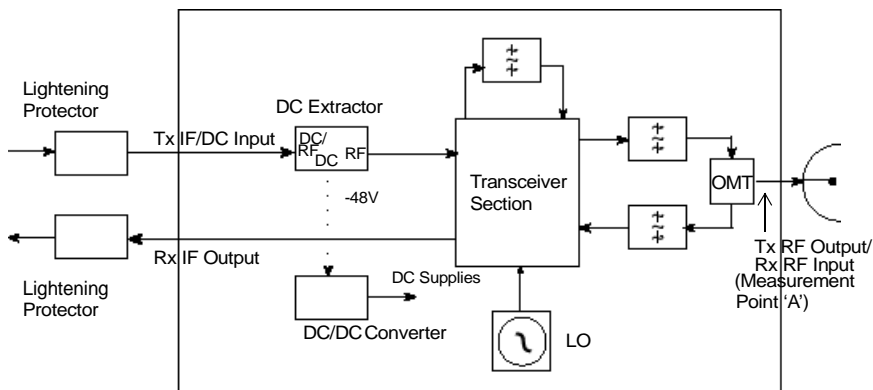 Lightening
Protector
DC Extractor
Tx IF/DC Input
DC/
RF
DC
RF
Transceiver
Section
OMT
-48V
Rx IF Output
Tx RF Output/
Rx RF Input
(Measurement
Point ‘A’)
Lightening
Protector
DC Supplies
DC/DC Converter
LO